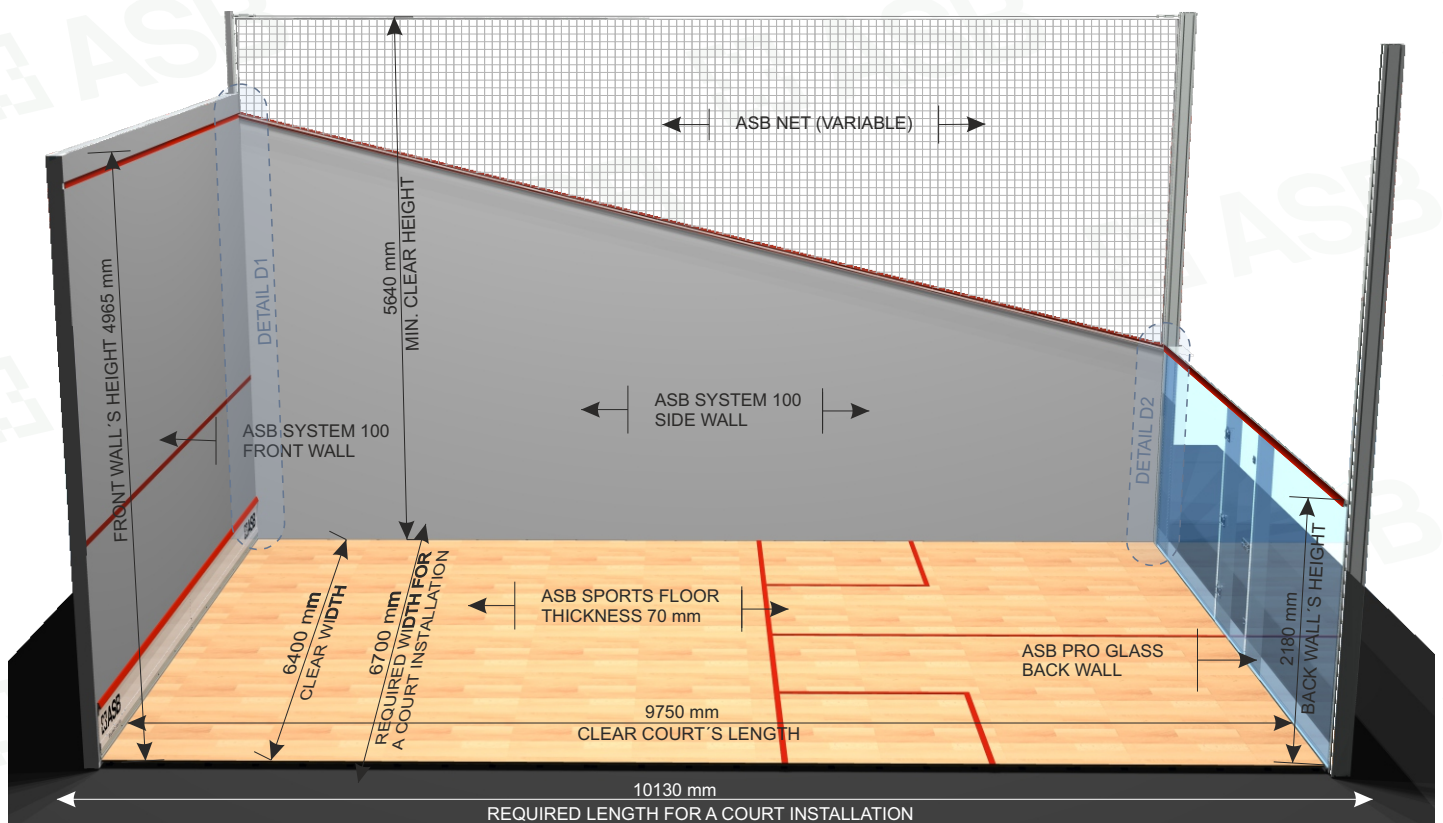 ASB
ASB
ASB
ASB NET (VARIABLE)
5640 mm
MIN. CLEAR HEIGHT
DETAIL D1
FRONT WALL´S HEIGHT 4965 mm
ASB SYSTEM 100
FRONT WALL
ASB SYSTEM 100
SIDE WALL
DETAIL D2
ASB
6400 mm
CLEAR WIDTH
6700 mm
REQUIRED WIDTH FOR
A COURT INSTALLATION
ASB SPORTS FLOOR
THICKNESS 70 mm
ASB PRO GLASS
BACK WALL
2180 mm
BACK WALL´S HEIGHT
ASB
9750 mm
CLEAR COURT´S LENGTH
10130 mm
REQUIRED LENGTH FOR A COURT INSTALLATION